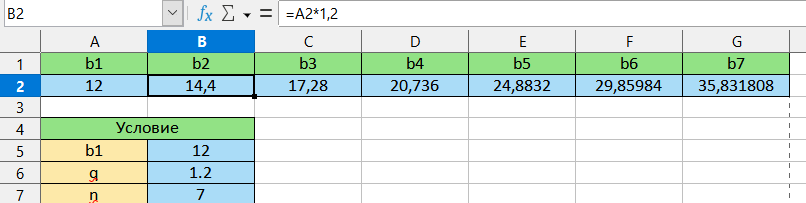 B2 fx Σ = =A2*1,2
A B C D E F G
1 b1 b2 b3 b4 b5 b6 b7
2 12 14,4 17,28 20,736 24,8832 29,85984 35,831808
3
4 Условие
5 b1 12
6 q 1.2
7 n 7